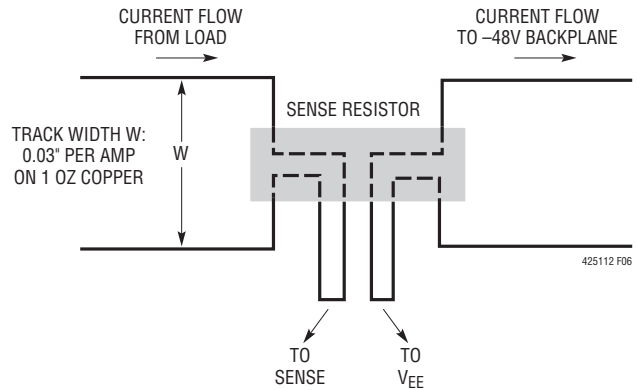 CURRENT FLOW
FROM LOAD
CURRENT FLOW
TO –48V BACKPLANE
SENSE RESISTOR
TRACK WIDTH W:
0.03" PER AMP
ON 1 OZ COPPER
W
425112 F06
TO
SENSE
TO
VEE